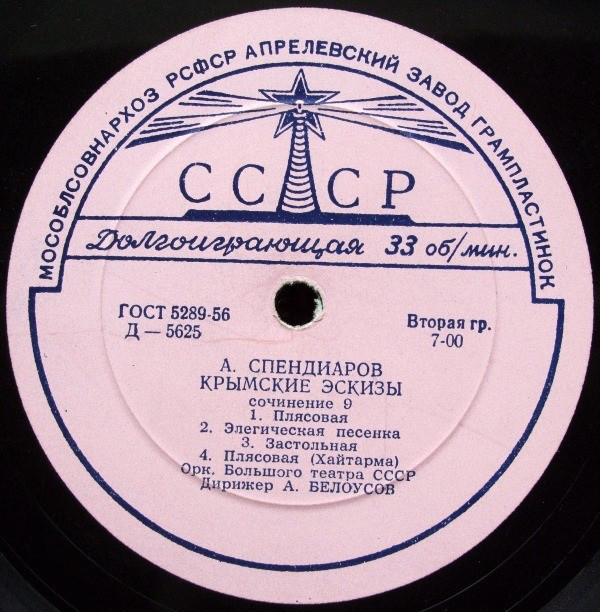 МОСОБЛСОВНАРХОЗ РСФСР АПРЕЛЕВСКИЙ ЗАВОД ГРАМПЛАСТИНОК
СССР
Долгоиграющая 33 об/мин.
ГОСТ 5289-56
Д — 5625
Вторая гр.
7-00
А. СПЕНДИАРОВ
КРЫМСКИЕ ЭСКИЗЫ
сочинение 9
1. Плясовая
2. Элегическая песенка
3. Застольная
4. Плясовая (Хайтарма)
Орк. Большого театра СССР
Дирижер А. БЕЛОУСОВ